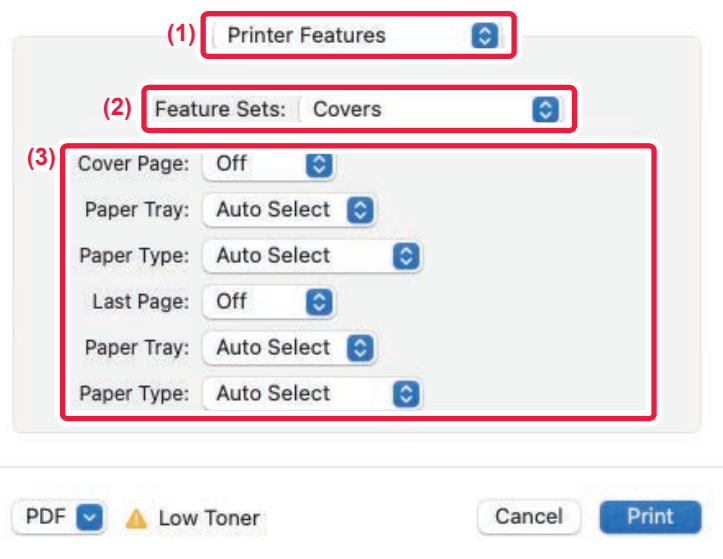 (1) Printer Features
(2) Feature Sets: Covers
(3) Cover Page: Off
Paper Tray: Auto Select
Paper Type: Auto Select
Last Page: Off
Paper Tray: Auto Select
Paper Type: Auto Select
PDF Low Toner Cancel Print